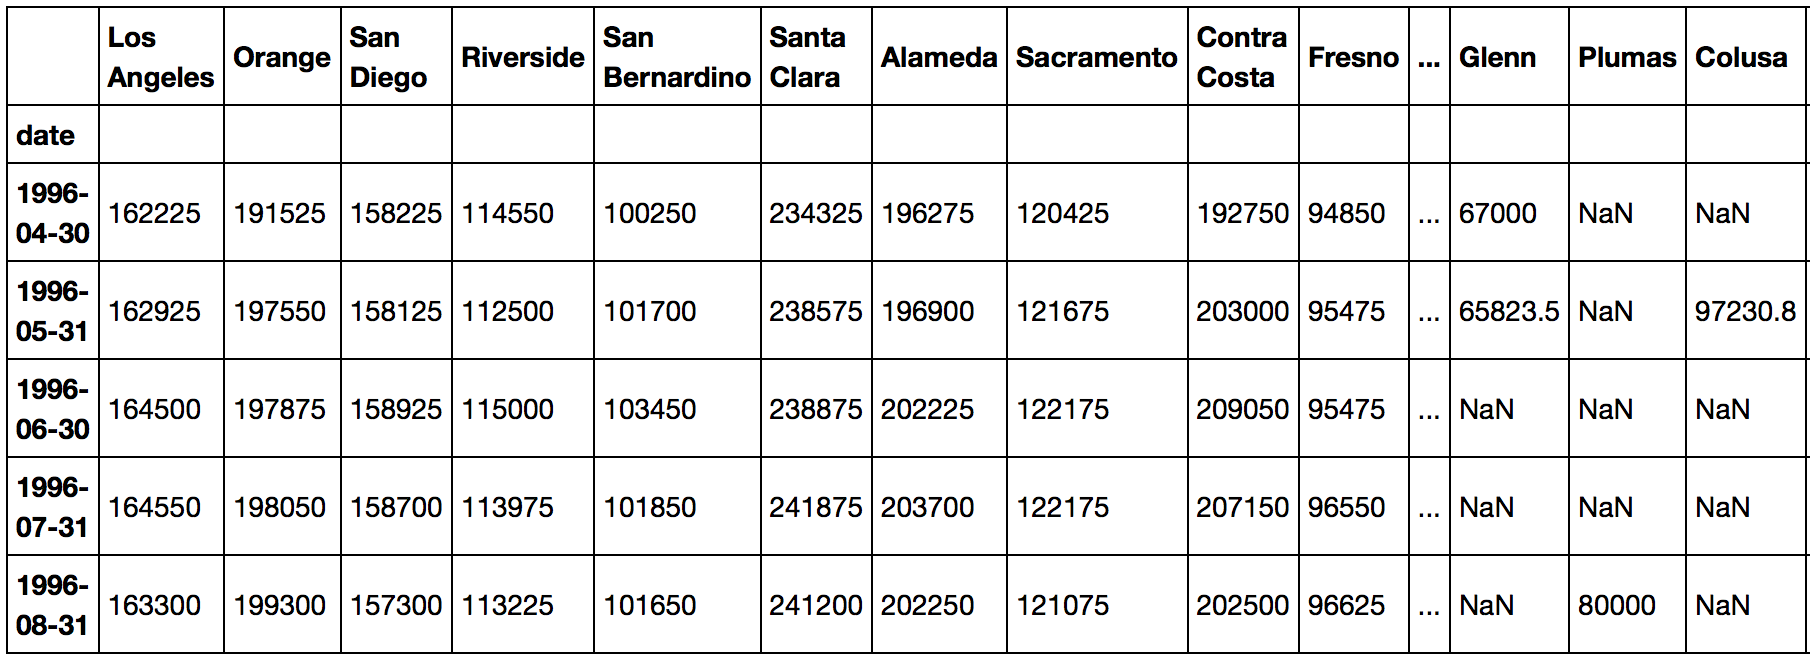 Los Angeles Orange San Diego Riverside San Bernardino Santa Clara Alameda Sacramento Contra Costa Fresno ... Glenn Plumas Colusa
date
1996-04-30 162225 191525 158225 114550 100250 234325 196275 120425 192750 94850 ... 67000 NaN NaN
1996-05-31 162925 197550 158125 112500 101700 238575 196900 121675 203000 95475 ... 65823.5 NaN 97230.8
1996-06-30 164500 197875 158925 115000 103450 238875 202225 122175 209050 95475 ... NaN NaN NaN
1996-07-31 164550 198050 158700 113975 101850 241875 203700 122175 207150 96550 ... NaN NaN NaN
1996-08-31 163300 199300 157300 113225 101650 241200 202250 121075 202500 96625 ... NaN 80000 NaN